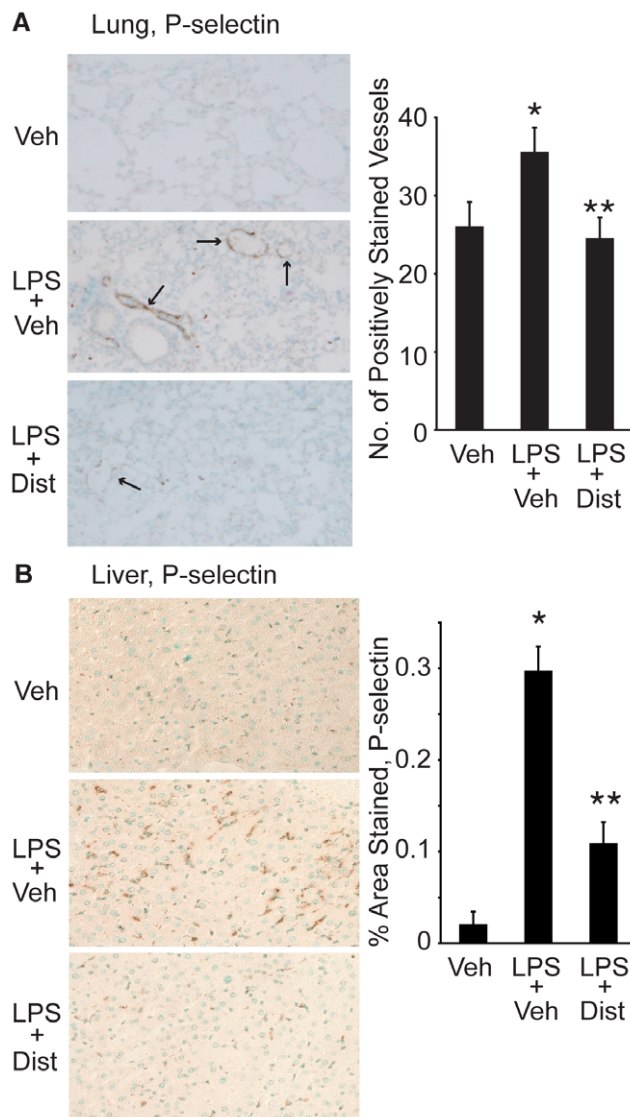 A Lung, P-selectin
Veh
LPS
+
Veh
LPS
+
Dist
No. of Positively Stained Vessels
40
30
20
10
0
*
**
Veh LPS LPS
+ +
Veh Dist
B Liver, P-selectin
Veh
LPS
+
Veh
LPS
+
Dist
% Area Stained, P-selectin
0.3
0.2
0.1
0
*
**
Veh LPS LPS
+ +
Veh Dist